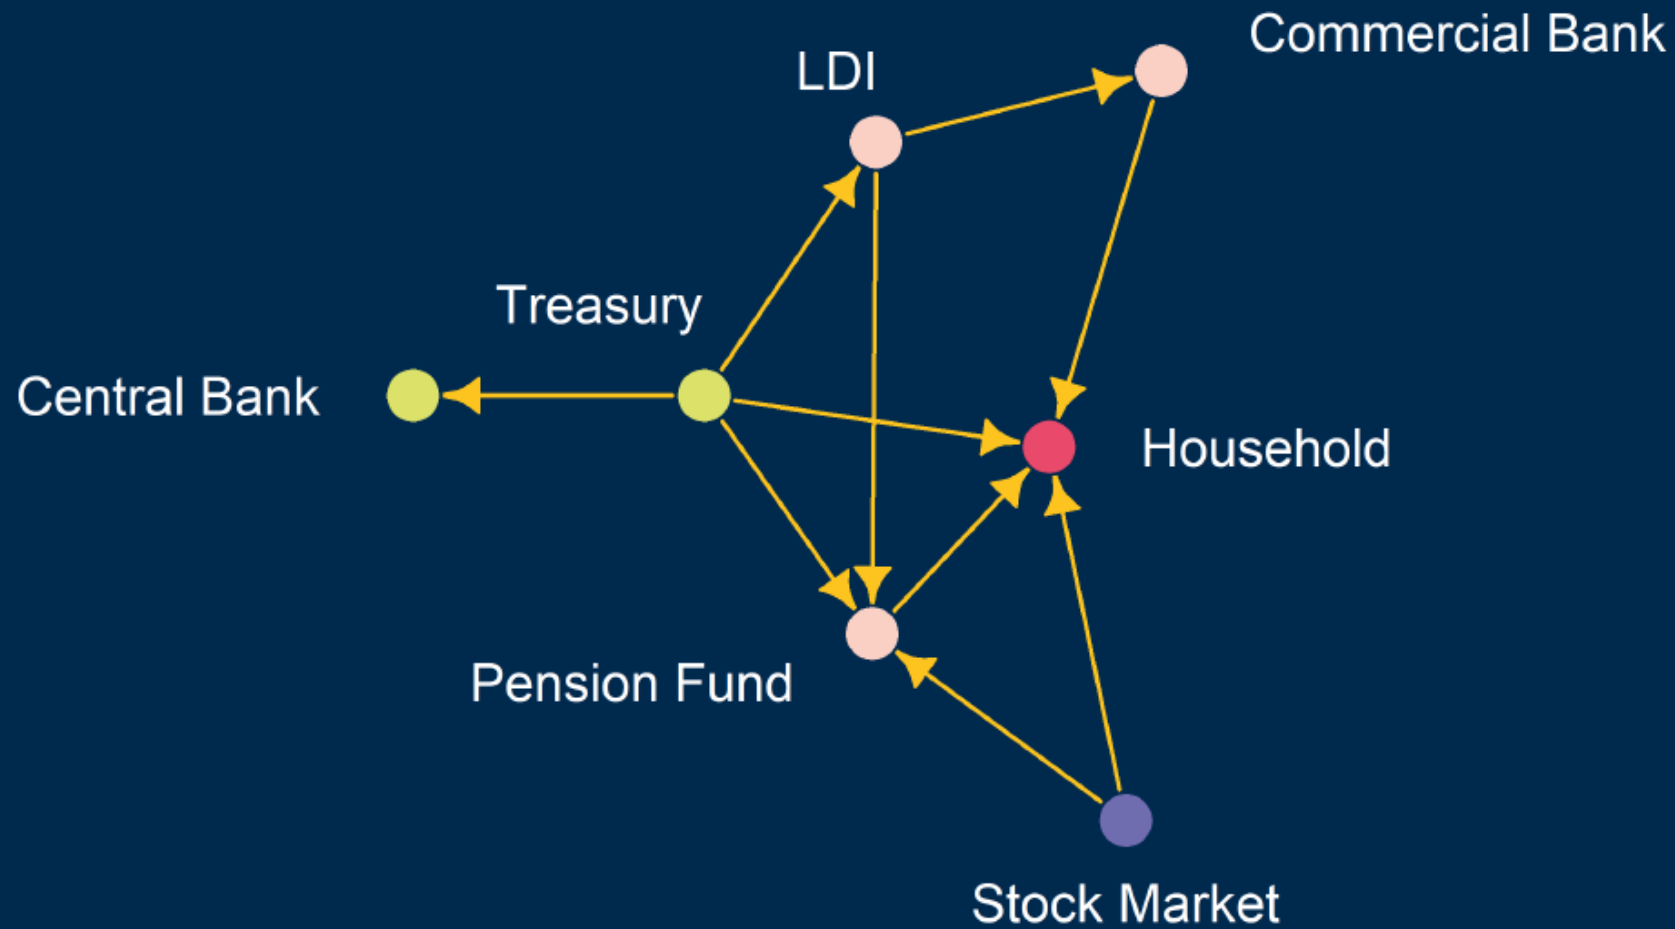 Commercial Bank
LDI
Treasury
Central Bank
Household
Pension Fund
Stock Market